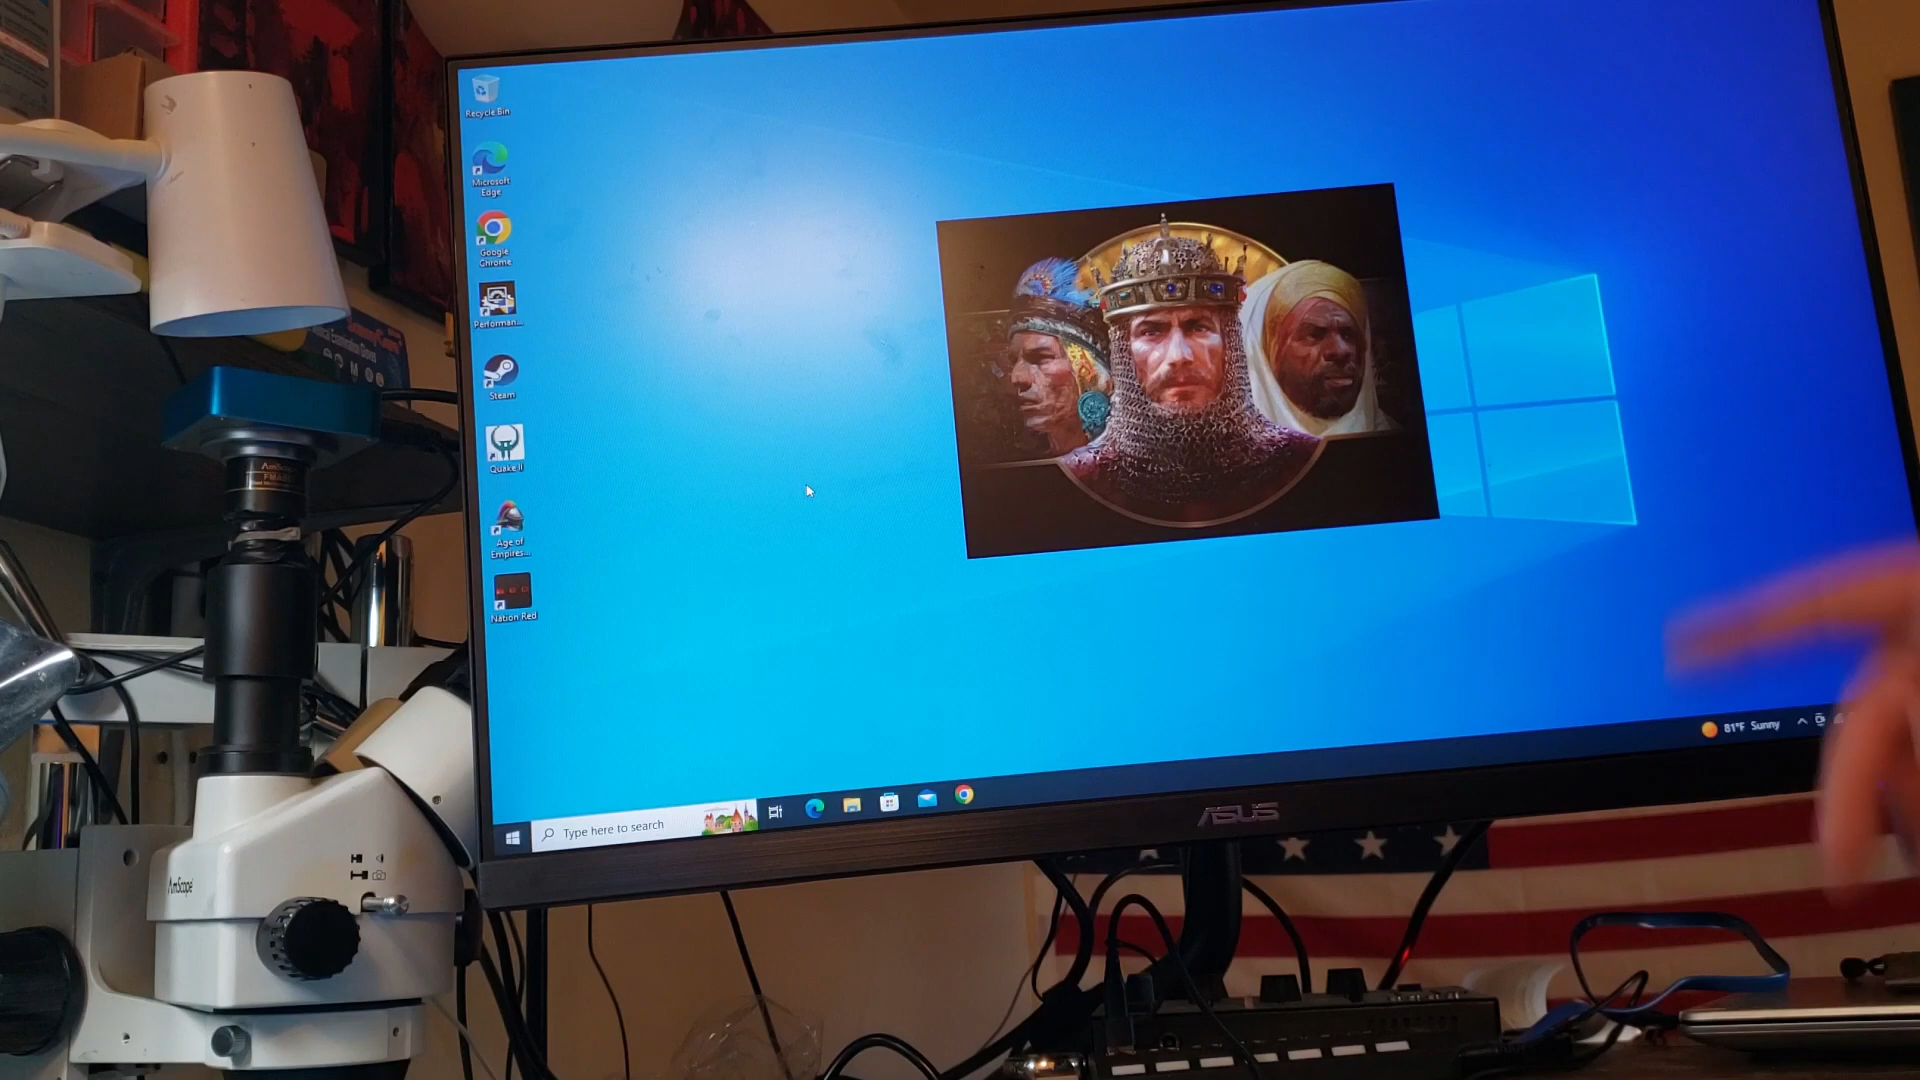 Recycle Bin
Microsoft
Edge
Google
Chrome
Performan...
Steam
Quake II
Age of
Empires...
Nation Red
Type here to search
81°F Sunny
ASUS
AmScope
M